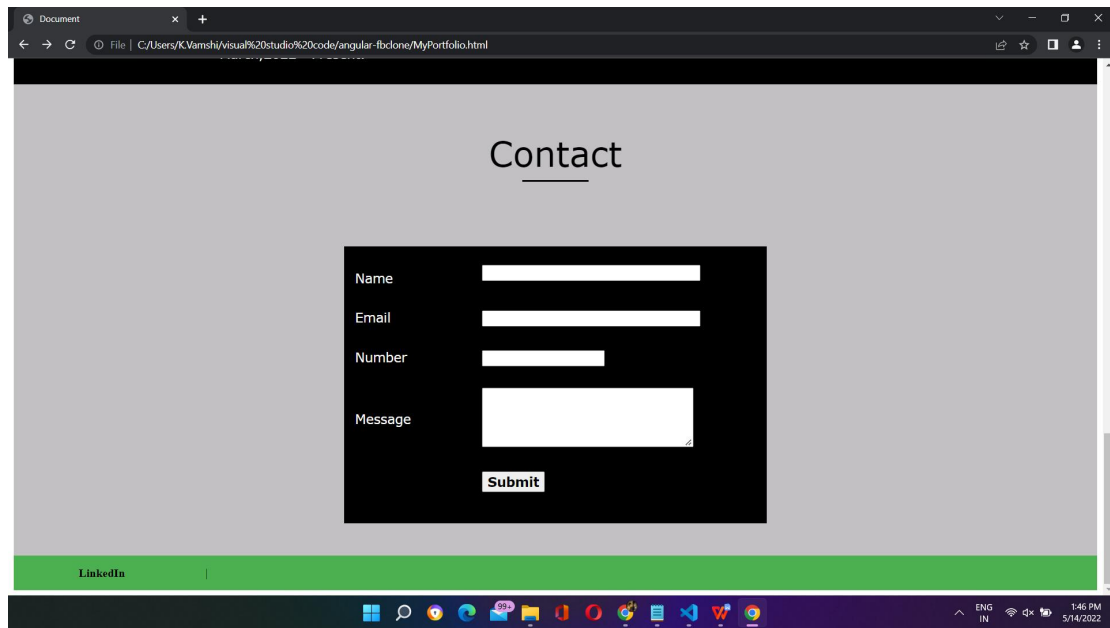 Document
File | C:/Users/K.Vamshi/visual%20studio%20code/angular-fbclone/MyPortfolio.html
Contact
Name
Email
Number
Message
Submit
LinkedIn |
99+
ENG
IN
1:46 PM
5/14/2022